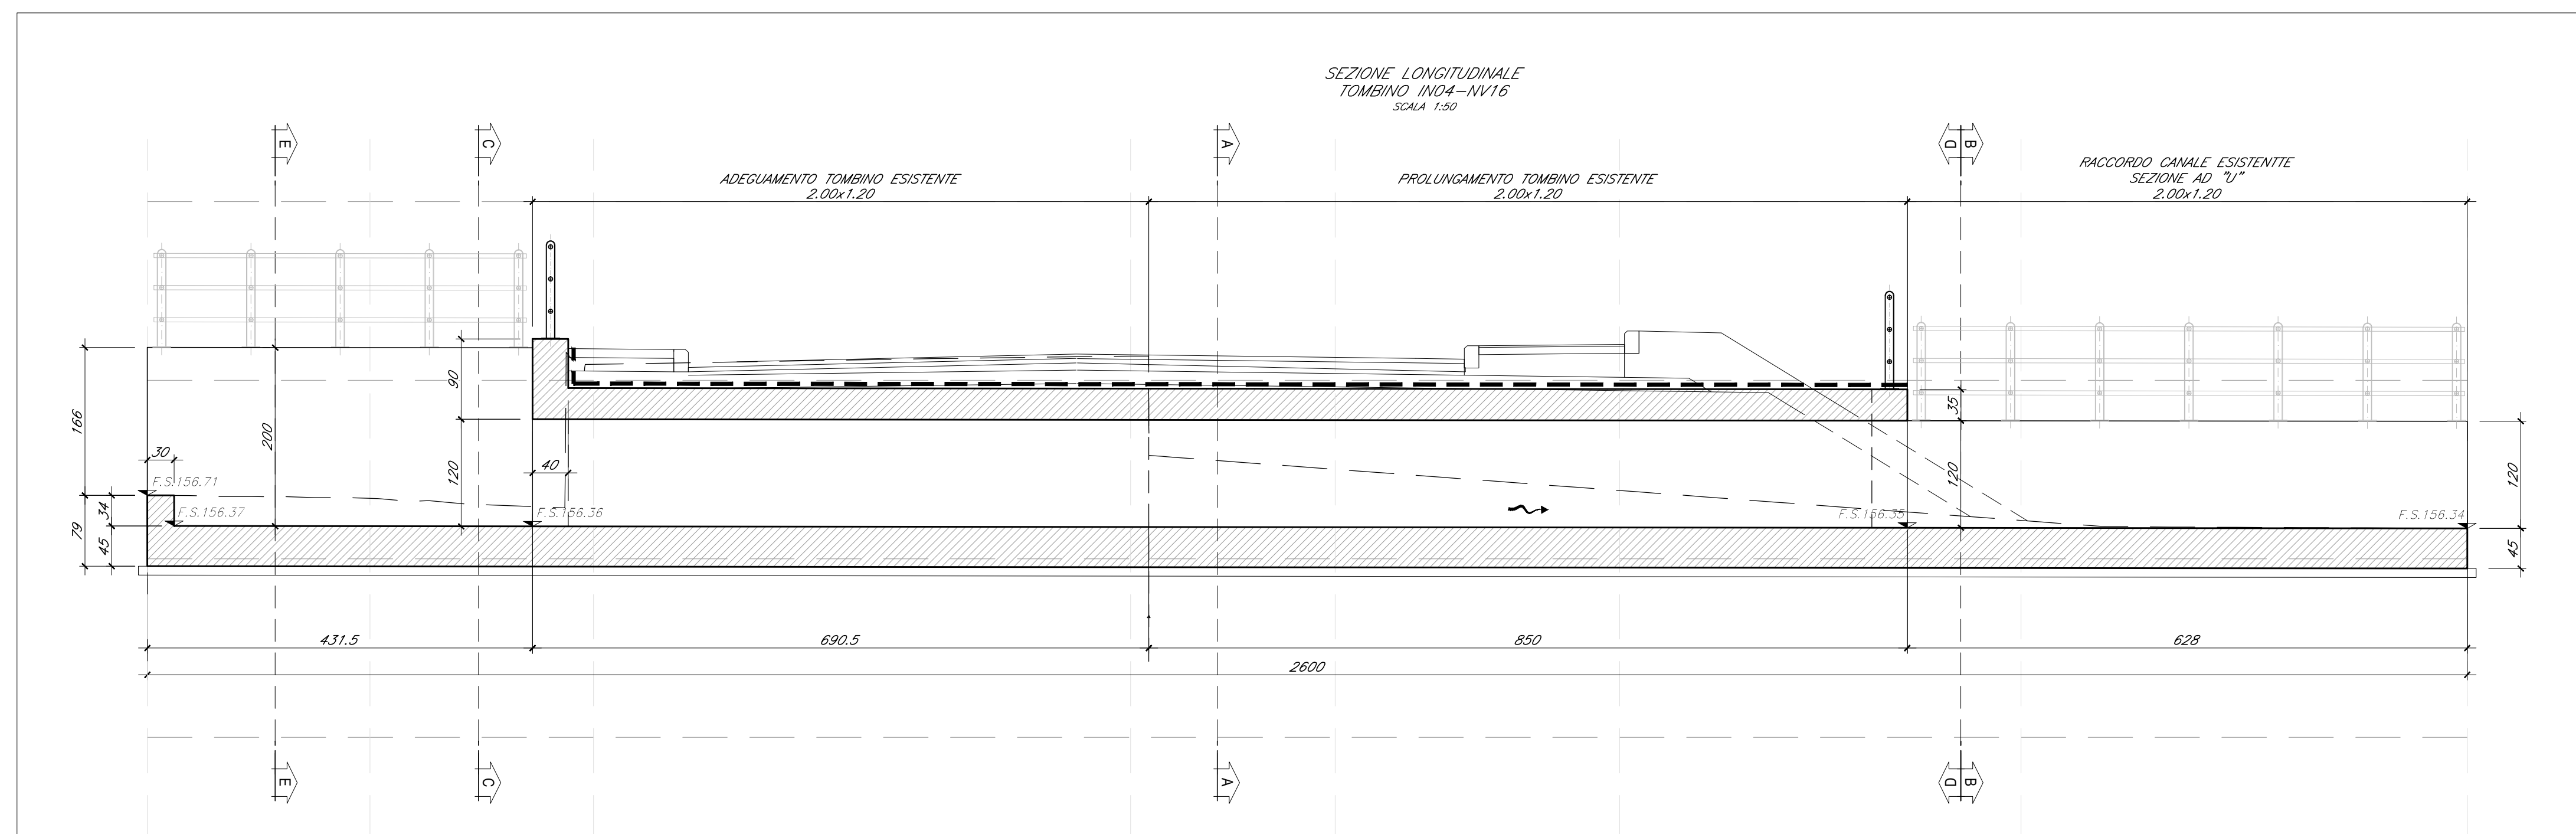 SEZIONE LONGITUDINALE
TOMBINO IN04-NV16
SCALA 1:50
E
C
A
D
B
ADEGUAMENTO TOMBINO ESISTENTE
2.00x1.20
PROLUNGAMENTO TOMBINO ESISTENTE
2.00x1.20
RACCORDO CANALE ESISTENTTE
SEZIONE AD "U"
2.00x1.20
166
200
90
120
30
40
35
120
120
F.S.156.71
F.S.156.37
F.S.156.36
F.S.156.35
F.S.156.34
79
34
45
45
431.5
690.5
850
628
2600
E
C
A
D
B